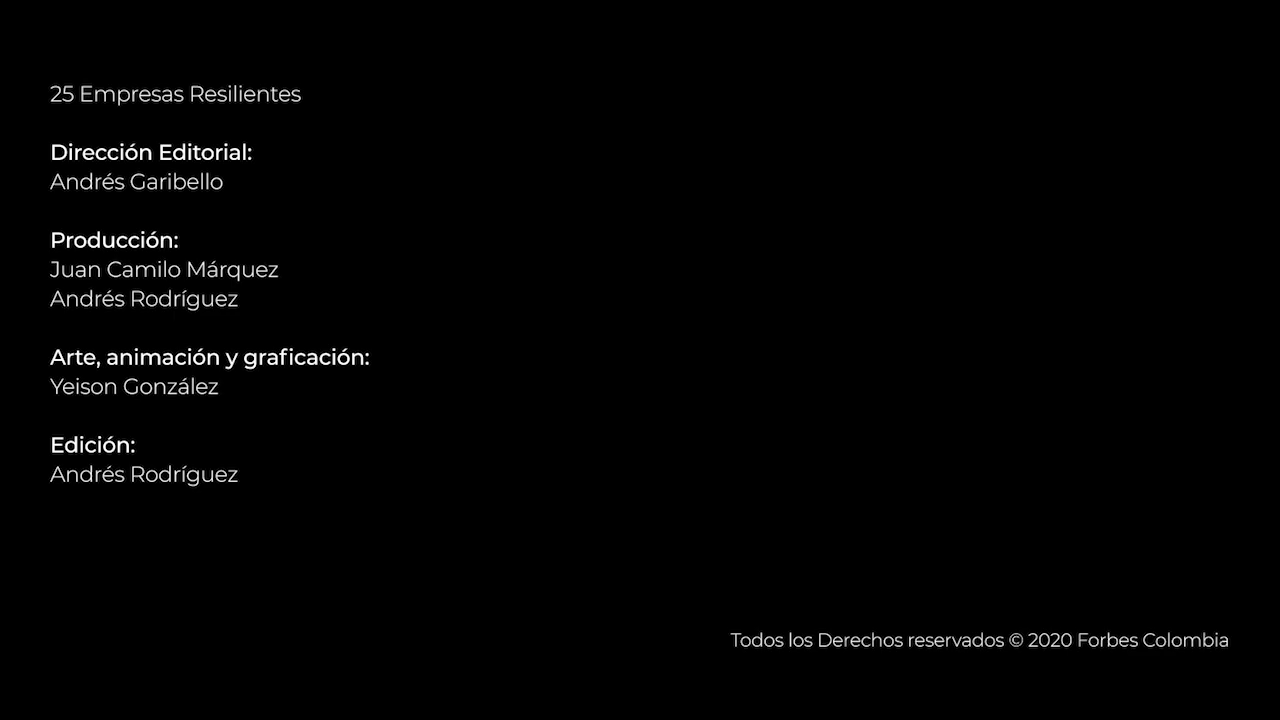 25 Empresas Resilientes
Dirección Editorial:
Andrés Garibello
Producción:
Juan Camilo Márquez
Andrés Rodríguez
Arte, animación y graficación:
Yeison González
Edición:
Andrés Rodríguez
Todos los Derechos reservados © 2020 Forbes Colombia